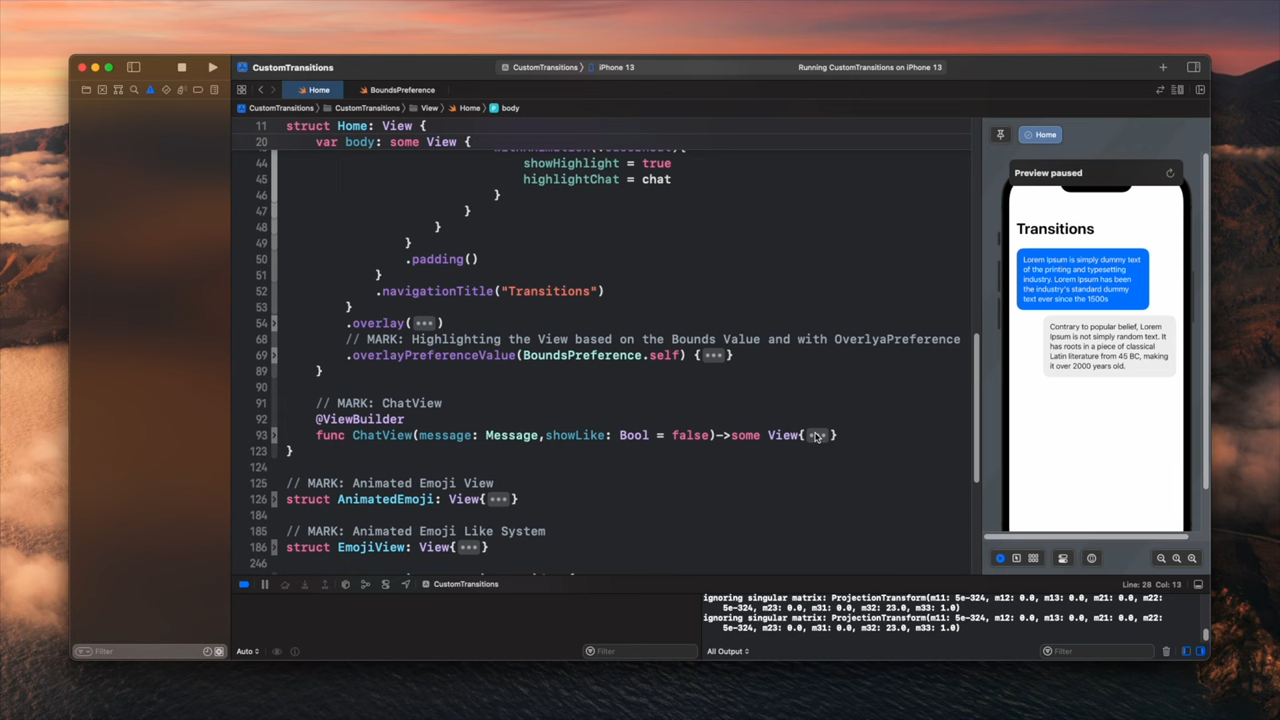 CustomTransitions
CustomTransitions
iPhone 13
Running CustomTransitions on iPhone 13
Home
BoundsPreference
CustomTransitions
CustomTransitions
View
Home
body
11 struct Home: View {
20 var body: some View {
44 showHighlight = true
45 highlightChat = chat
46 }
47 }
48 }
49 }
50 .padding()
51 }
52 .navigationTitle("Transitions")
53 }
54 .overlay(•••)
68 // MARK: Highlighting the View based on the Bounds Value and with OverlyaPreference
69 .overlayPreferenceValue(BoundsPreference.self) {•••}
89 }
90
91 // MARK: ChatView
92 @ViewBuilder
93 func ChatView(message: Message,showLike: Bool = false)->some View{•••}
123 }
124
125 // MARK: Animated Emoji View
126 struct AnimatedEmoji: View{•••}
184
185 // MARK: Animated Emoji Like System
186 struct EmojiView: View{•••}
246
Home
Preview paused
Transitions
Lorem Ipsum is simply dummy text
of the printing and typesetting
industry. Lorem Ipsum has been
the industry's standard dummy
text ever since the 1500s
Contrary to popular belief, Lorem
Ipsum is not simply random text. It
has roots in a piece of classical
Latin literature from 45 BC, making
it over 2000 years old.
CustomTransitions
Line: 28 Col: 13
ignoring singular matrix: ProjectionTransform(m11: 5e-324, m12: 0.0, m13: 0.0, m21: 0.0, m22:
5e-324, m23: 0.0, m31: 0.0, m32: 23.0, m33: 1.0)
ignoring singular matrix: ProjectionTransform(m11: 5e-324, m12: 0.0, m13: 0.0, m21: 0.0, m22:
5e-324, m23: 0.0, m31: 0.0, m32: 23.0, m33: 1.0)
Filter
Auto
Filter
All Output
Filter